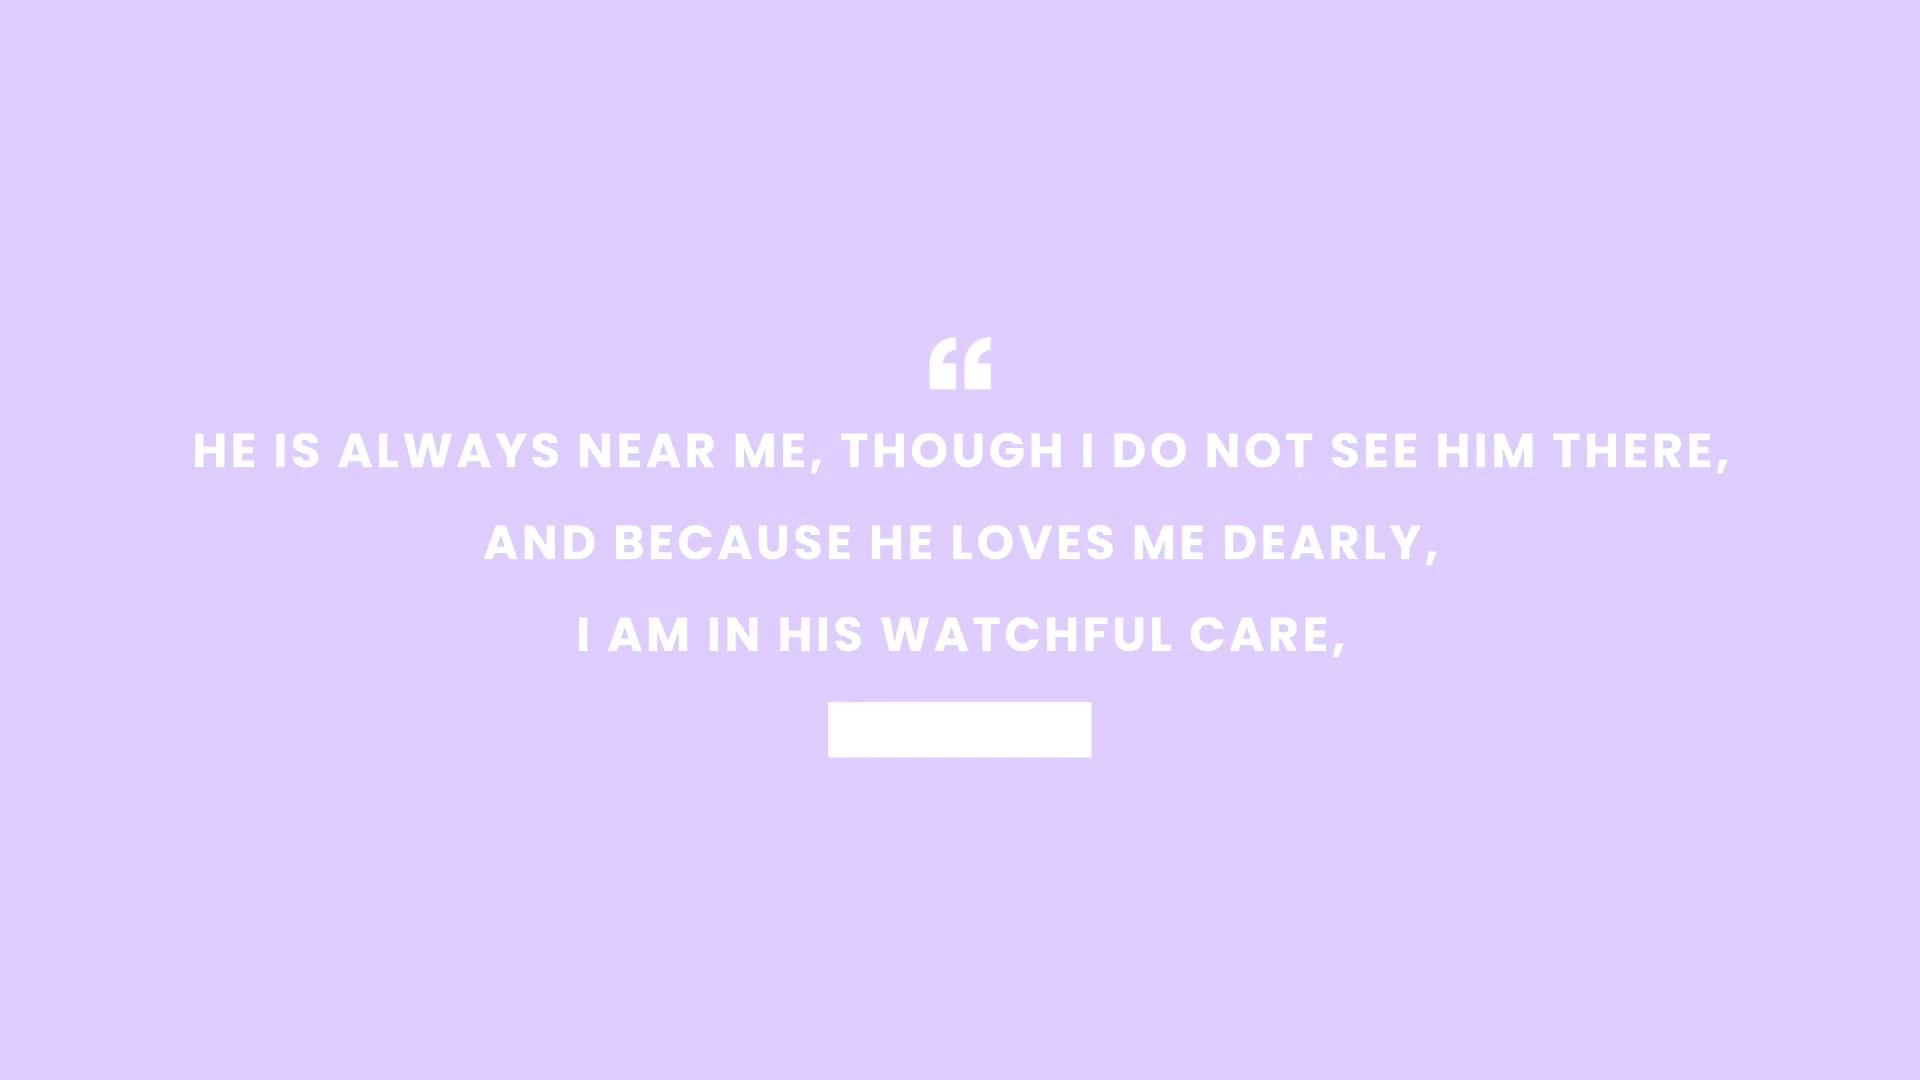 “
HE IS ALWAYS NEAR ME, THOUGH I DO NOT SEE HIM THERE,
AND BECAUSE HE LOVES ME DEARLY,
I AM IN HIS WATCHFUL CARE,